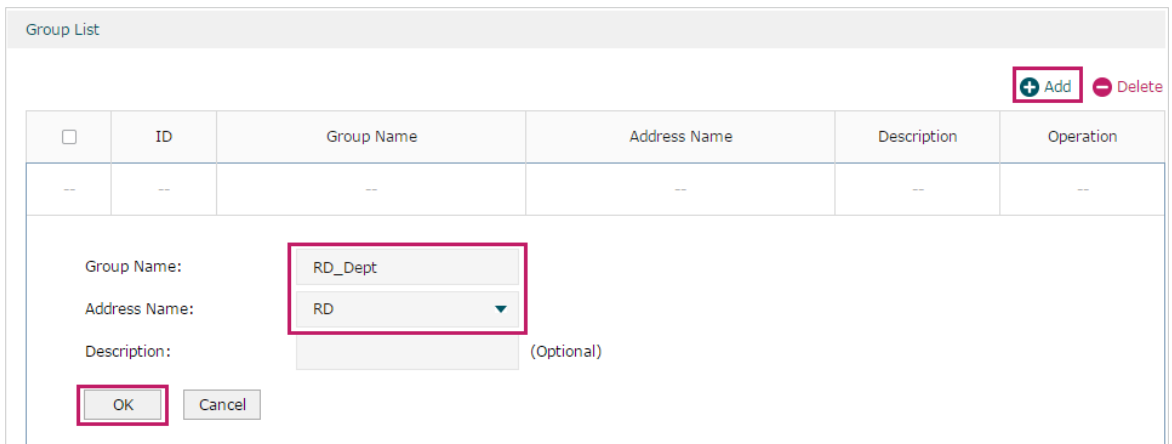 Group List
Add Delete
ID Group Name Address Name Description Operation
-- -- -- -- -- --
Group Name: RD_Dept
Address Name: RD
Description: (Optional)
OK Cancel